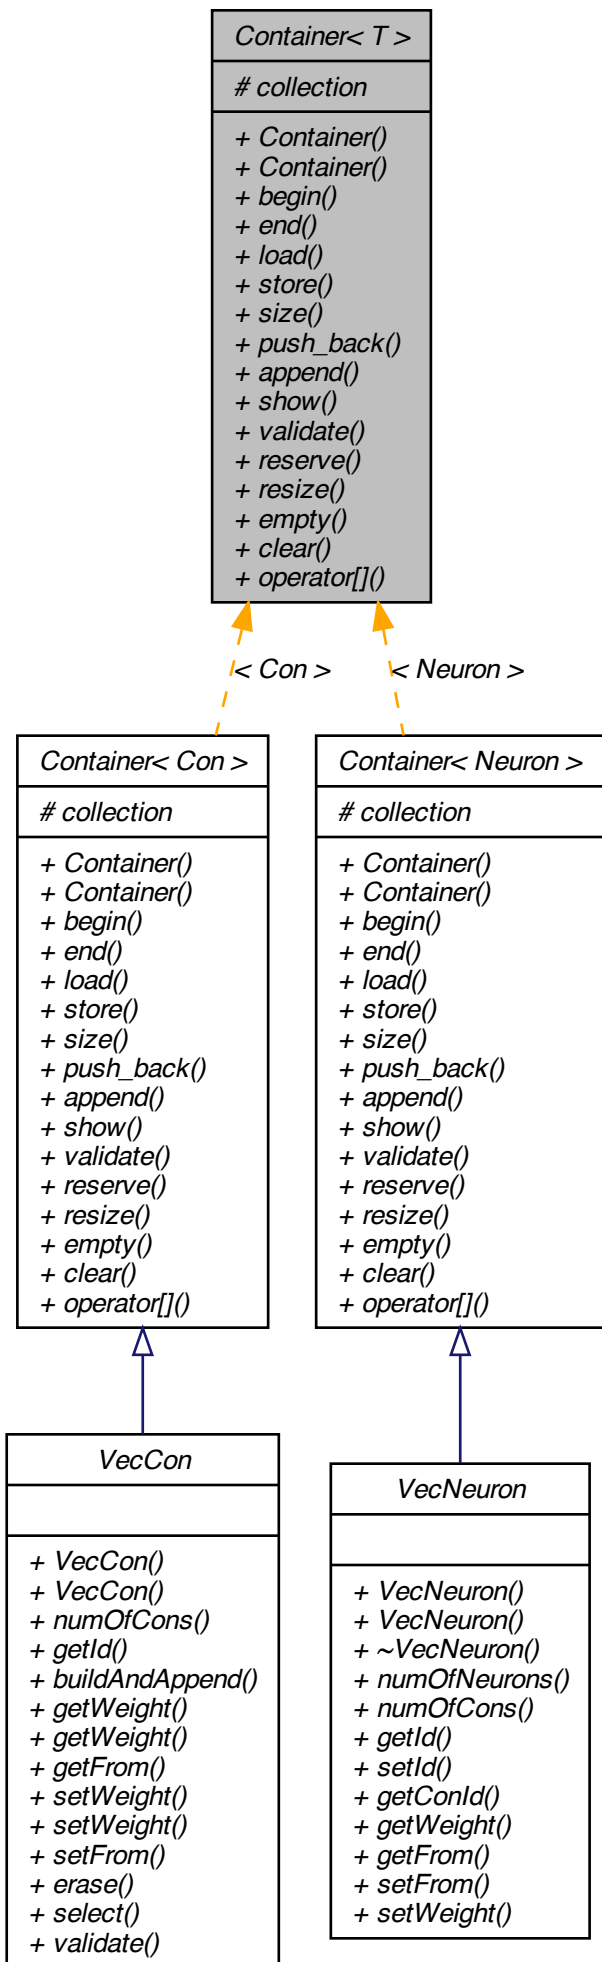 Container< T >
# collection
+ Container()
+ Container()
+ begin()
+ end()
+ load()
+ store()
+ size()
+ push_back()
+ append()
+ show()
+ validate()
+ reserve()
+ resize()
+ empty()
+ clear()
+ operator[]()
< Con >
< Neuron >
Container< Con >
# collection
+ Container()
+ Container()
+ begin()
+ end()
+ load()
+ store()
+ size()
+ push_back()
+ append()
+ show()
+ validate()
+ reserve()
+ resize()
+ empty()
+ clear()
+ operator[]()
Container< Neuron >
# collection
+ Container()
+ Container()
+ begin()
+ end()
+ load()
+ store()
+ size()
+ push_back()
+ append()
+ show()
+ validate()
+ reserve()
+ resize()
+ empty()
+ clear()
+ operator[]()
VecCon
+ VecCon()
+ VecCon()
+ numOfCons()
+ getId()
+ buildAndAppend()
+ getWeight()
+ getWeight()
+ getFrom()
+ setWeight()
+ setWeight()
+ setFrom()
+ erase()
+ select()
+ validate()
VecNeuron
+ VecNeuron()
+ VecNeuron()
+ ~VecNeuron()
+ numOfNeurons()
+ numOfCons()
+ getId()
+ setId()
+ getConId()
+ getWeight()
+ getFrom()
+ setFrom()
+ setWeight()